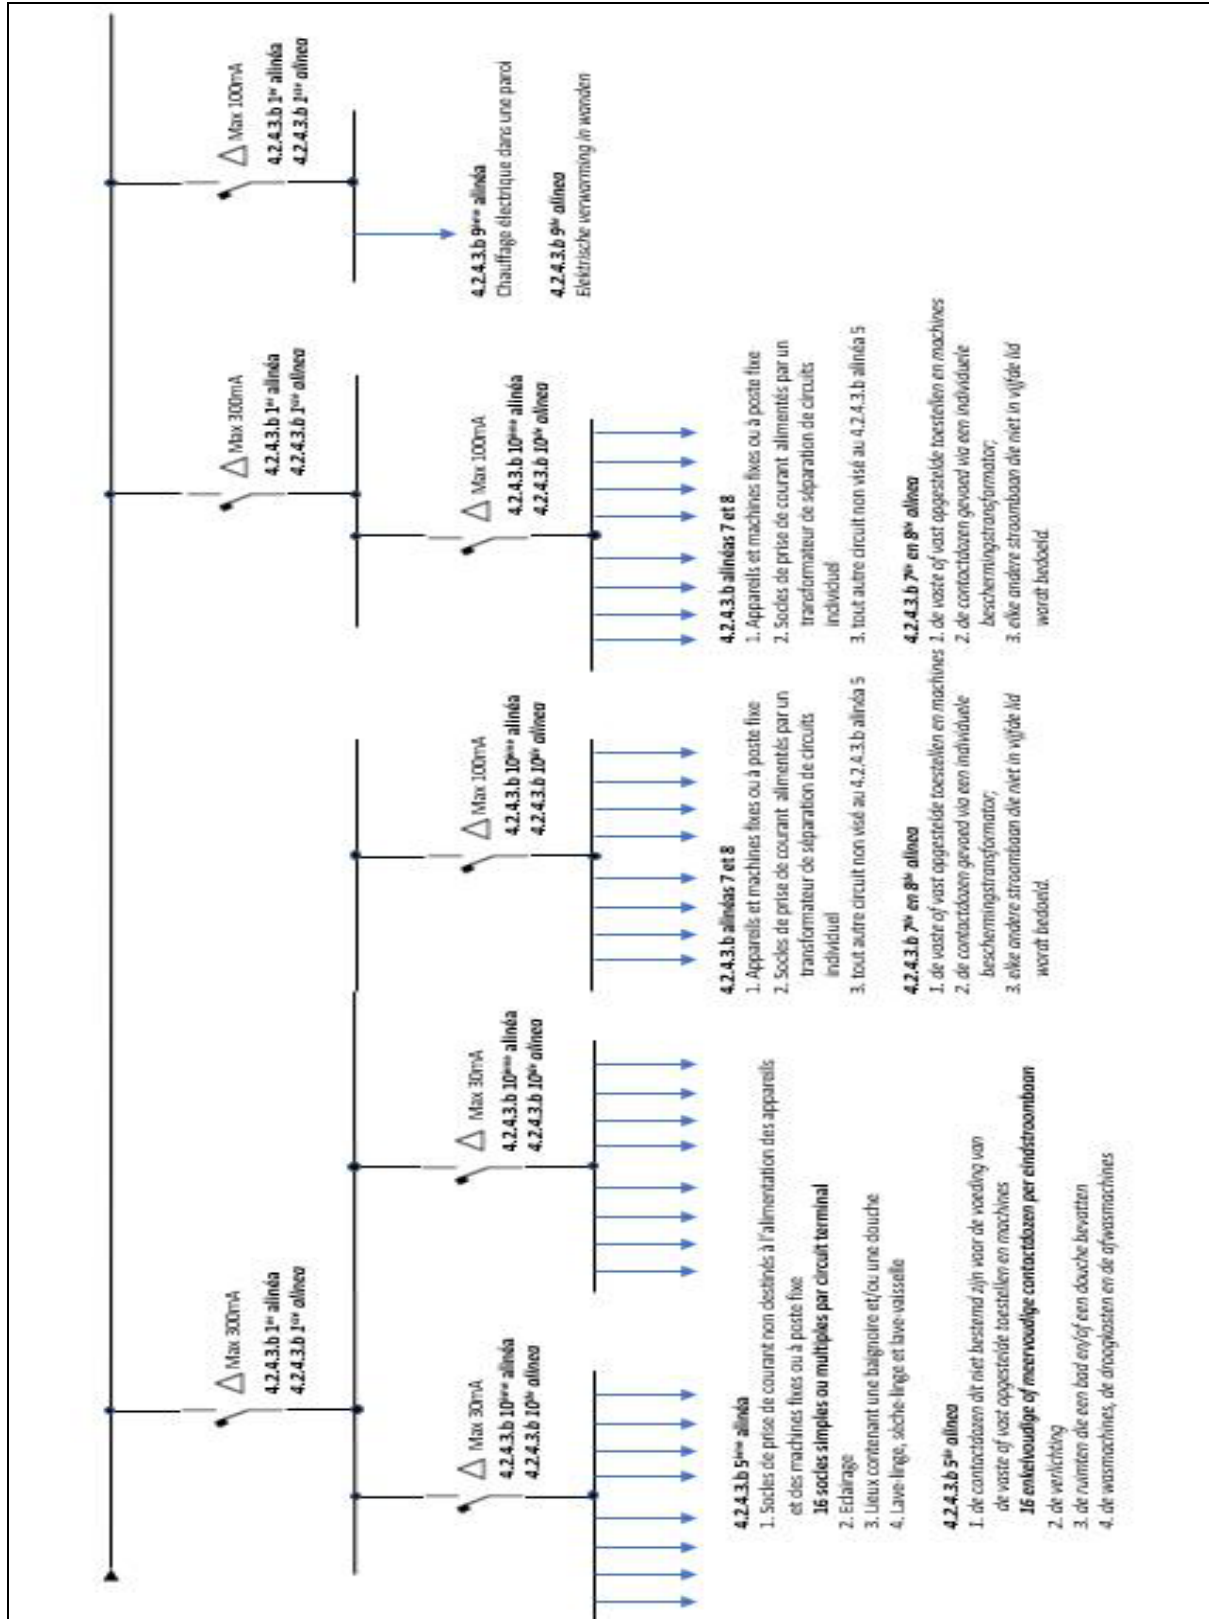 Max 300mA
4.2.4.3.b 1er alinéa
4.2.4.3.b 1ste alinea
Max 300mA
4.2.4.3.b 1er alinéa
4.2.4.3.b 1ste alinea
Max 100mA
4.2.4.3.b 1er alinéa
4.2.4.3.b 1ste alinea
Max 30mA
4.2.4.3.b 10ème alinéa
4.2.4.3.b 10de alinea
Max 30mA
4.2.4.3.b 10ème alinéa
4.2.4.3.b 10de alinea
Max 100mA
4.2.4.3.b 10ème alinéa
4.2.4.3.b 10de alinea
Max 100mA
4.2.4.3.b 10ème alinéa
4.2.4.3.b 10de alinea
4.2.4.3.b 9ème alinéa
Chauffage électrique dans une paroi
4.2.4.3.b 9de alinea
Elektrische verwarming in wanden
4.2.4.3.b 5ème alinéa
1. Socles de prise de courant non destinés à l'alimentation des appareils
et des machines fixes ou à poste fixe
16 socles simples ou multiples par circuit terminal
2. Eclairage
3. Lieux contenant une baignoire et/ou une douche
4. Lave-linge, sèche-linge et lave-vaisselle
4.2.4.3.b 5de alinea
1. de contactdozen dit niet bestemd zijn voor de voeding van
de vaste of vast opgestelde toestellen en machines
16 enkelvoudige of meervoudige contactdozen per eindstroombaan
2. de verlichting
3. de ruimten die een bad en/of een douche bevatten
4. de wasmachines, de droogkasten en de afwasmachines
4.2.4.3.b alinéas 7 et 8
1. Appareils et machines fixes ou à poste fixe
2. Socles de prise de courant alimentés par un
transformateur de séparation de circuits
individuel
3. tout autre circuit non visé au 4.2.4.3.b alinéa 5
4.2.4.3.b 7de en 8ste alinea
1. de vaste of vast opgestelde toestellen en machines
2. de contactdozen gevoed via een individuele
beschermingstransformator;
3. elke andere stroombaan die niet in vijfde lid
wordt bedoeld.
4.2.4.3.b alinéas 7 et 8
1. Appareils et machines fixes ou à poste fixe
2. Socles de prise de courant alimentés par un
transformateur de séparation de circuits
individuel
3. tout autre circuit non visé au 4.2.4.3.b alinéa 5
4.2.4.3.b 7de en 8ste alinea
1. de vaste of vast opgestelde toestellen en machines
2. de contactdozen gevoed via een individuele
beschermingstransformator;
3. elke andere stroombaan die niet in vijfde lid
wordt bedoeld.